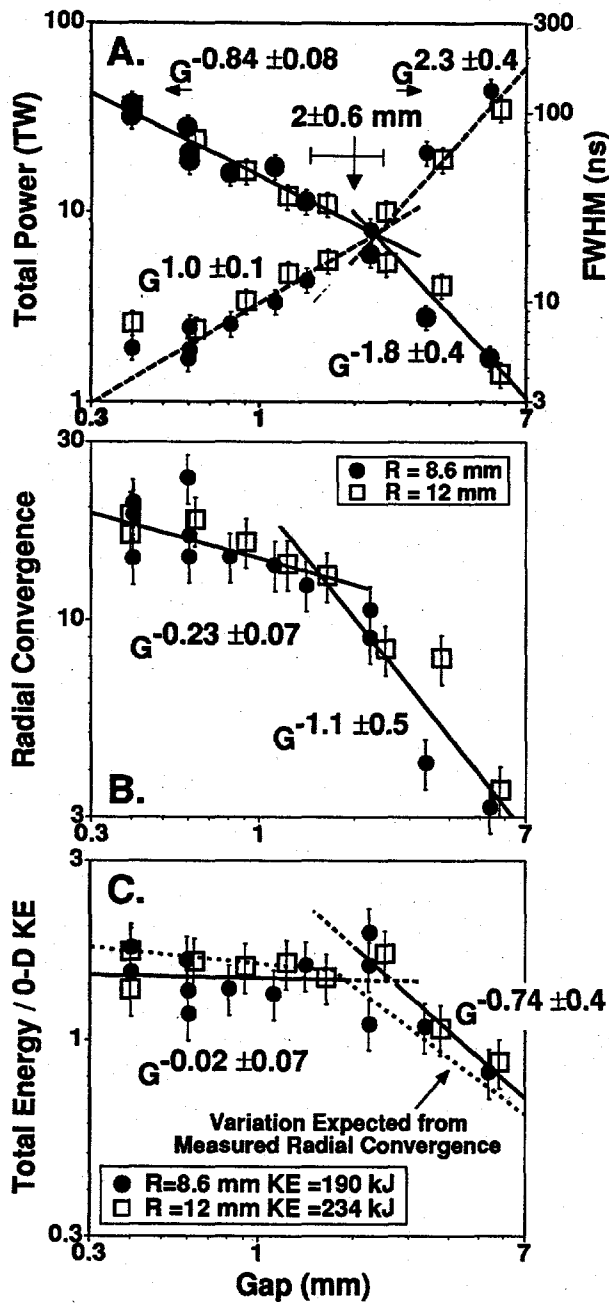 A.
100
300
G-0.84 ±0.08
G2.3 ±0.4
2±0.6 mm
100
Total Power (TW)
FWHM (ns)
10
G1.0 ±0.1
10
G-1.8 ±0.4
1
3
0.3
1
7
30
R = 8.6 mm
R = 12 mm
Radial Convergence
10
G-0.23 ±0.07
G-1.1 ±0.5
B.
3
0.3
1
7
3
C.
Total Energy / 0-D KE
1
G-0.74 ±0.4
G-0.02 ±0.07
Variation Expected from
Measured Radial Convergence
R=8.6 mm KE =190 kJ
R =12 mm KE =234 kJ
0.3
0.3
1
7
Gap (mm)